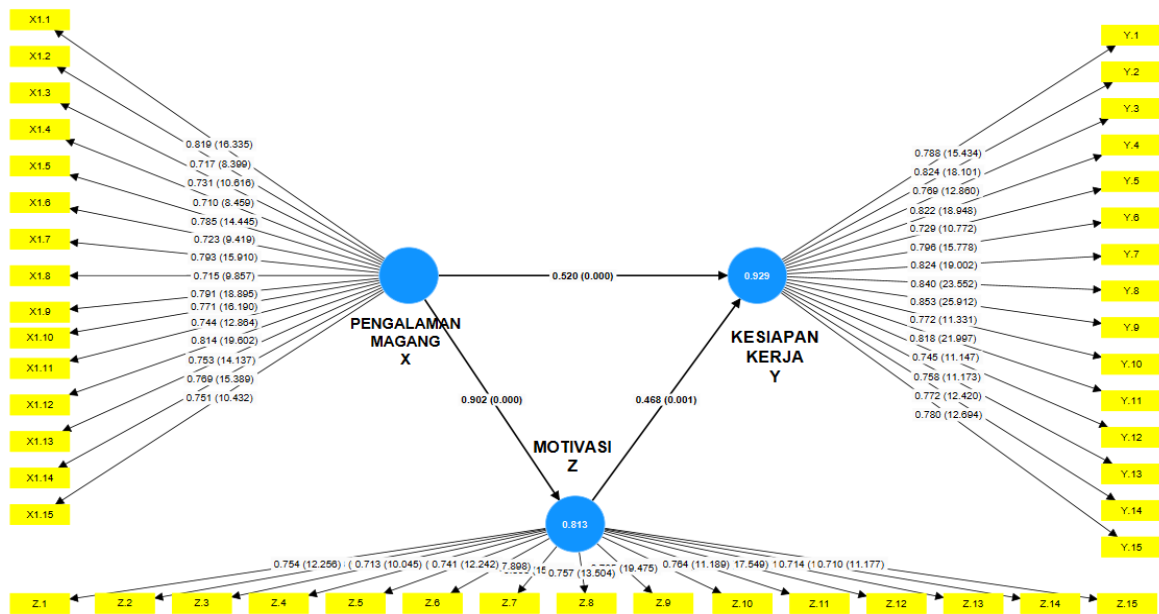 X1.1
X1.2
X1.3
X1.4
X1.5
X1.6
X1.7
X1.8
X1.9
X1.10
X1.11
X1.12
X1.13
X1.14
X1.15
0.819 (16.335)
0.717 (8.399)
0.731 (10.616)
0.710 (8.459)
0.785 (14.445)
0.723 (9.419)
0.793 (15.910)
0.715 (9.857)
0.791 (18.895)
0.771 (16.190)
0.744 (12.864)
0.814 (19.602)
0.753 (14.137)
0.769 (15.389)
0.751 (10.432)
PENGALAMAN
MAGANG
X
0.520 (0.000)
0.902 (0.000)
0.468 (0.001)
0.929
KESIAPAN
KERJA
Y
0.788 (15.434)
0.824 (18.101)
0.769 (12.860)
0.822 (18.948)
0.729 (10.772)
0.796 (15.778)
0.824 (19.002)
0.840 (23.552)
0.853 (25.912)
0.772 (11.331)
0.818 (21.997)
0.745 (11.147)
0.758 (11.173)
0.772 (12.420)
0.780 (12.694)
Y.1
Y.2
Y.3
Y.4
Y.5
Y.6
Y.7
Y.8
Y.9
Y.10
Y.11
Y.12
Y.13
Y.14
Y.15
MOTIVASI
Z
0.813
0.754 (12.256)
0.713 (10.045)
0.741 (12.242)
7.898)
0.757 (13.504)
(19.475)
0.764 (11.189)
17.549)
0.714
0.710 (11.177)
Z.1
Z.2
Z.3
Z.4
Z.5
Z.6
Z.7
Z.8
Z.9
Z.10
Z.11
Z.12
Z.13
Z.14
Z.15